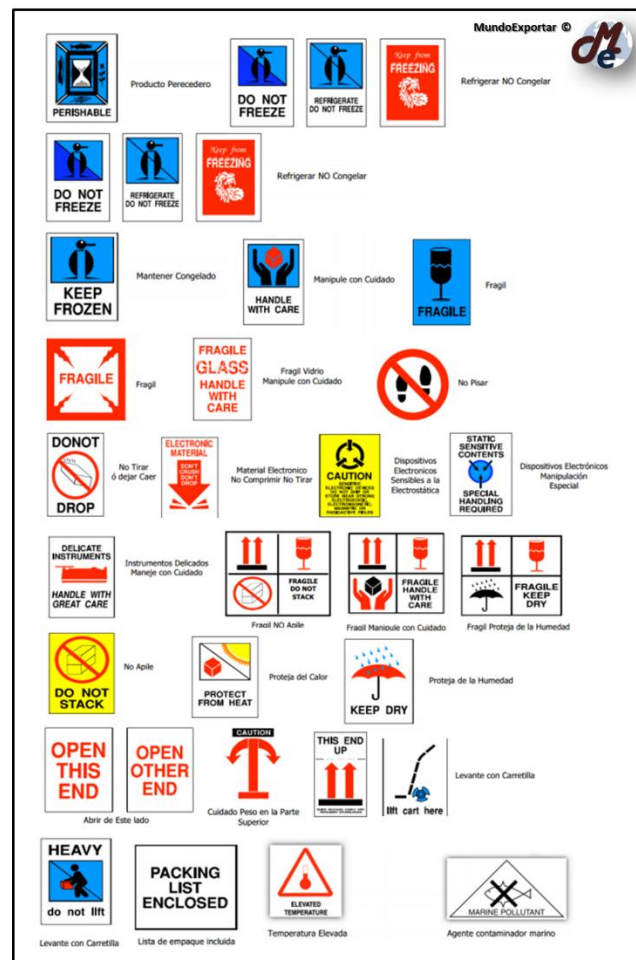 MundoExportar ©
Me
PERISHABLE
Producto Perecedero
DO NOT
FREEZE
REFRIGERATE
DO NOT FREEZE
Keep from
FREEZING
Refrigerar NO Congelar
DO NOT
FREEZE
REFRIGERATE
DO NOT FREEZE
Keep from
FREEZING
Refrigerar NO Congelar
KEEP
FROZEN
Mantener Congelado
HANDLE
WITH CARE
Manipule con Cuidado
FRAGILE
Fragil
FRAGILE
Fragil
FRAGILE
GLASS
HANDLE
WITH
CARE
Fragil Vidrio
Manipule con Cuidado
No Pisar
DONOT
DROP
No Tirar
ó dejar Caer
ELECTRONIC
MATERIAL
DON'T
CRUSH
DON'T
DROP
Material Electronico
No Comprimir No Tirar
CAUTION
Dispositivos
Electronicos
Sensibles a la
Electrostática
STATIC
SENSITIVE
CONTENTS
SPECIAL
HANDLING
REQUIRED
Dispositivos Electrónicos
Manipulación
Especial
DELICATE
INSTRUMENTS
HANDLE WITH
GREAT CARE
Instrumentos Delicados
Maneje con Cuidado
FRAGILE
DO NOT
STACK
Fragil NO Apile
FRAGILE
HANDLE
WITH
CARE
Fragil Manipule con Cuidado
FRAGILE
KEEP
DRY
Fragil Proteja de la Humedad
DO NOT
STACK
No Apile
PROTECT
FROM HEAT
Proteja del Calor
KEEP DRY
Proteja de la Humedad
OPEN
THIS
END
OPEN
OTHER
END
Abrir de Este lado
CAUTION
Cuidado Peso en la Parte
Superior
THIS END
UP
lift cart here
Levante con Carretilla
HEAVY
do not lift
Levante con Carretilla
PACKING
LIST
ENCLOSED
Lista de empaque incluida
ELEVATED
TEMPERATURE
Temperatura Elevada
MARINE POLLUTANT
Agente contaminador marino